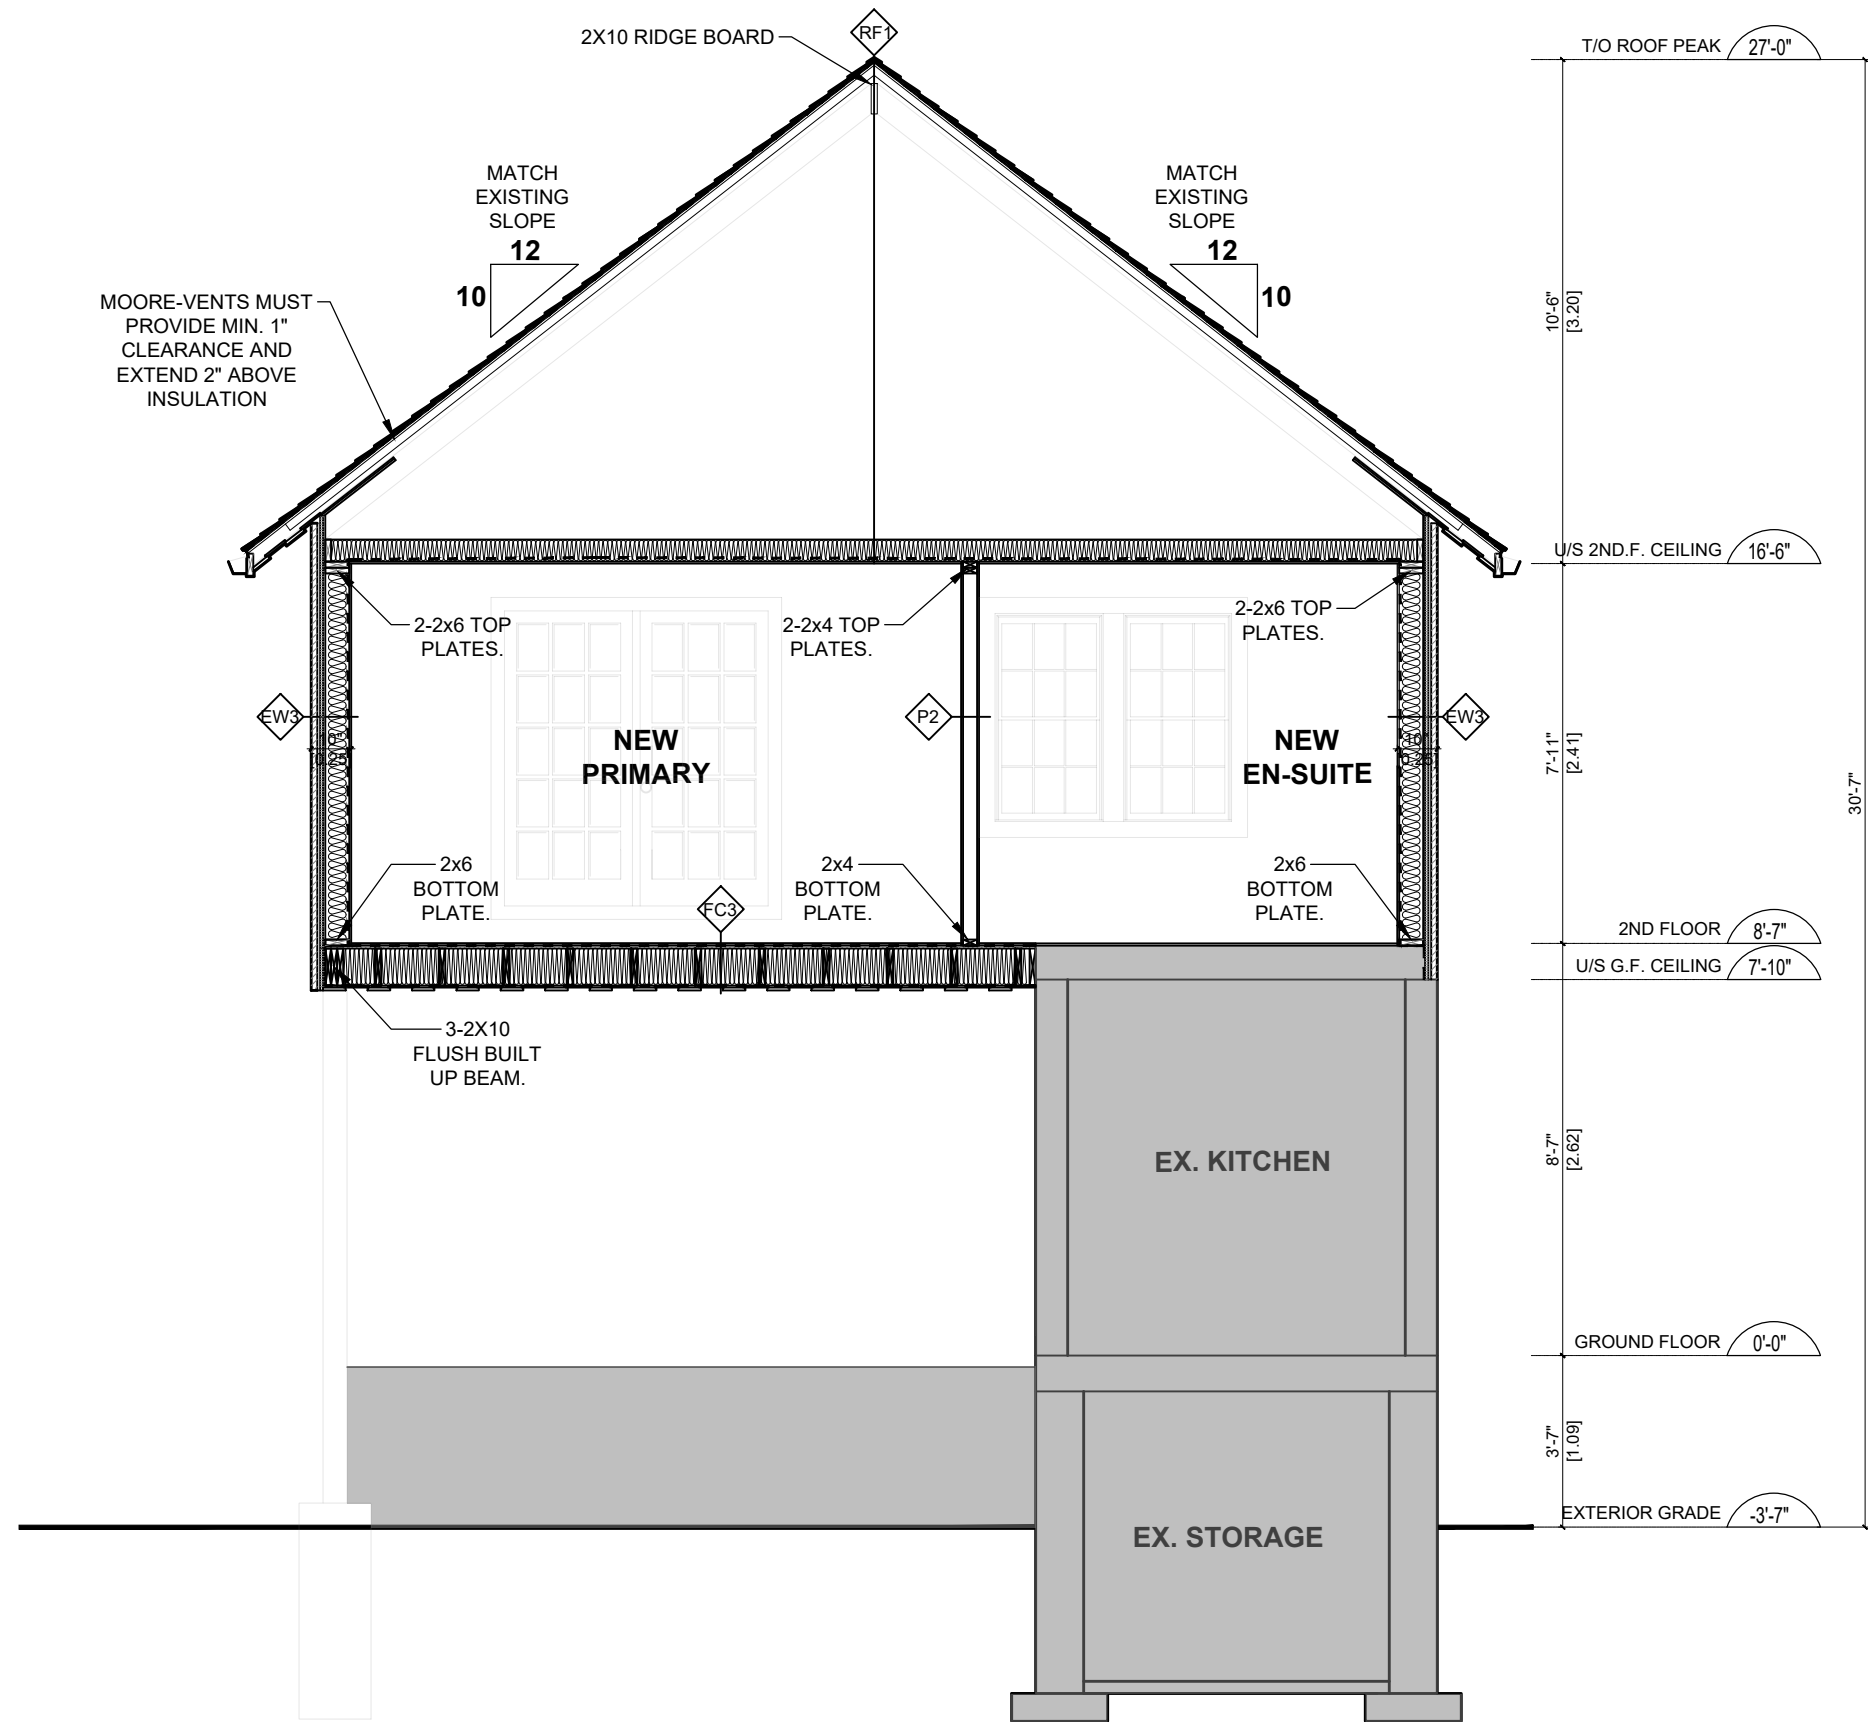 2X10 RIDGE BOARD
RF1
T/O ROOF PEAK
27'-0"
MATCH
EXISTING
SLOPE
12
10
MATCH
EXISTING
SLOPE
12
10
MOORE-VENTS MUST
PROVIDE MIN. 1"
CLEARANCE AND
EXTEND 2" ABOVE
INSULATION
10'-6"
[3.20]
U/S 2ND.F. CEILING
16'-6"
2-2x6 TOP
PLATES.
2-2x4 TOP
PLATES.
2-2x6 TOP
PLATES.
EW3
P2
EW3
10"
NEW
PRIMARY
NEW
EN-SUITE
7'-11"
[2.41]
30'-7"
2x6
BOTTOM
PLATE.
FC3
2x4
BOTTOM
PLATE.
2x6
BOTTOM
PLATE.
2ND FLOOR
8'-7"
U/S G.F. CEILING
7'-10"
3-2X10
FLUSH BUILT
UP BEAM.
EX. KITCHEN
8'-7"
[2.62]
GROUND FLOOR
0'-0"
3'-7"
[1.09]
EXTERIOR GRADE
-3'-7"
EX. STORAGE